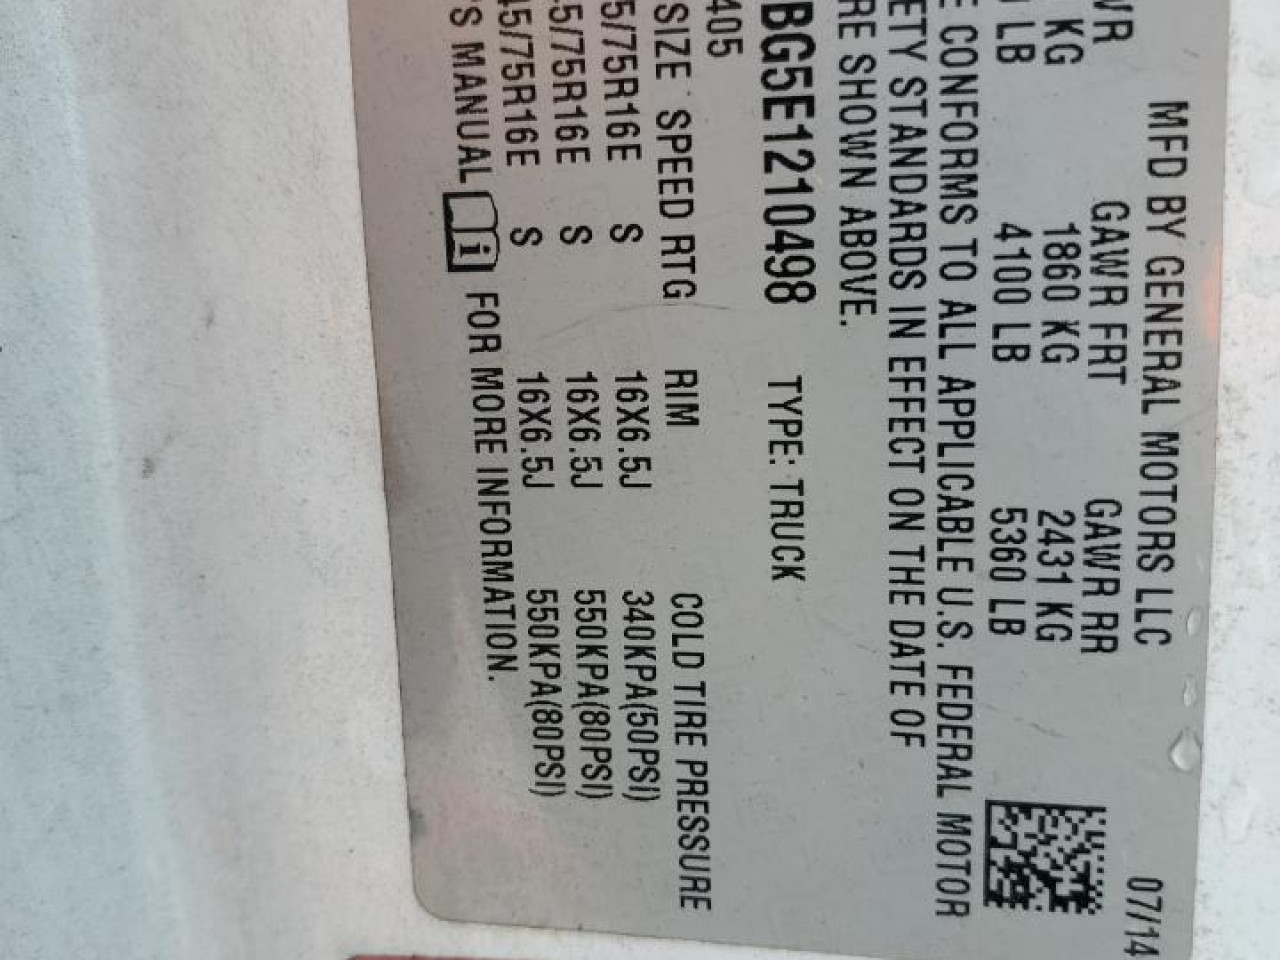 MFD BY GENERAL MOTORS LLC 07/14
GAWR FRT GAWR RR
KG 1860 KG 2431 KG
LB 4100 LB 5360 LB
CONFORMS TO ALL APPLICABLE U.S. FEDERAL MOTOR
ETY STANDARDS IN EFFECT ON THE DATE OF
RE SHOWN ABOVE.
BG5E1210498 TYPE: TRUCK
405
SIZE SPEED RTG RIM COLD TIRE PRESSURE
5/75R16E S 16X6.5J 340KPA(50PSI)
5/75R16E S 16X6.5J 550KPA(80PSI)
45/75R16E S 16X6.5J 550KPA(80PSI)
'S MANUAL i FOR MORE INFORMATION.